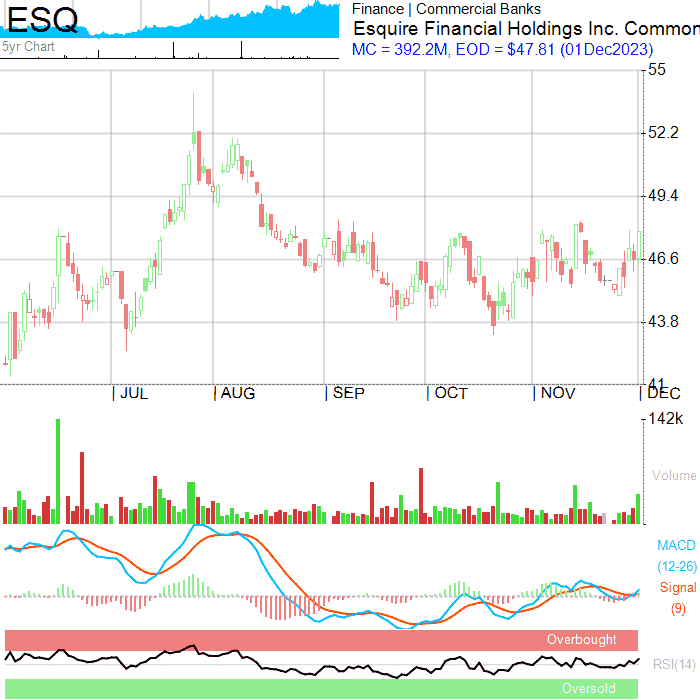 ESQ
5yr Chart
Finance | Commercial Banks
Esquire Financial Holdings Inc. Common
MC = 392.2M, EOD = $47.81 (01Dec2023)
55
52.2
49.4
46.6
43.8
41
| JUL | AUG | SEP | OCT | NOV | DEC
142k
Volume
MACD
(12-26)
Signal
(9)
Overbought
RSI(14)
Oversold